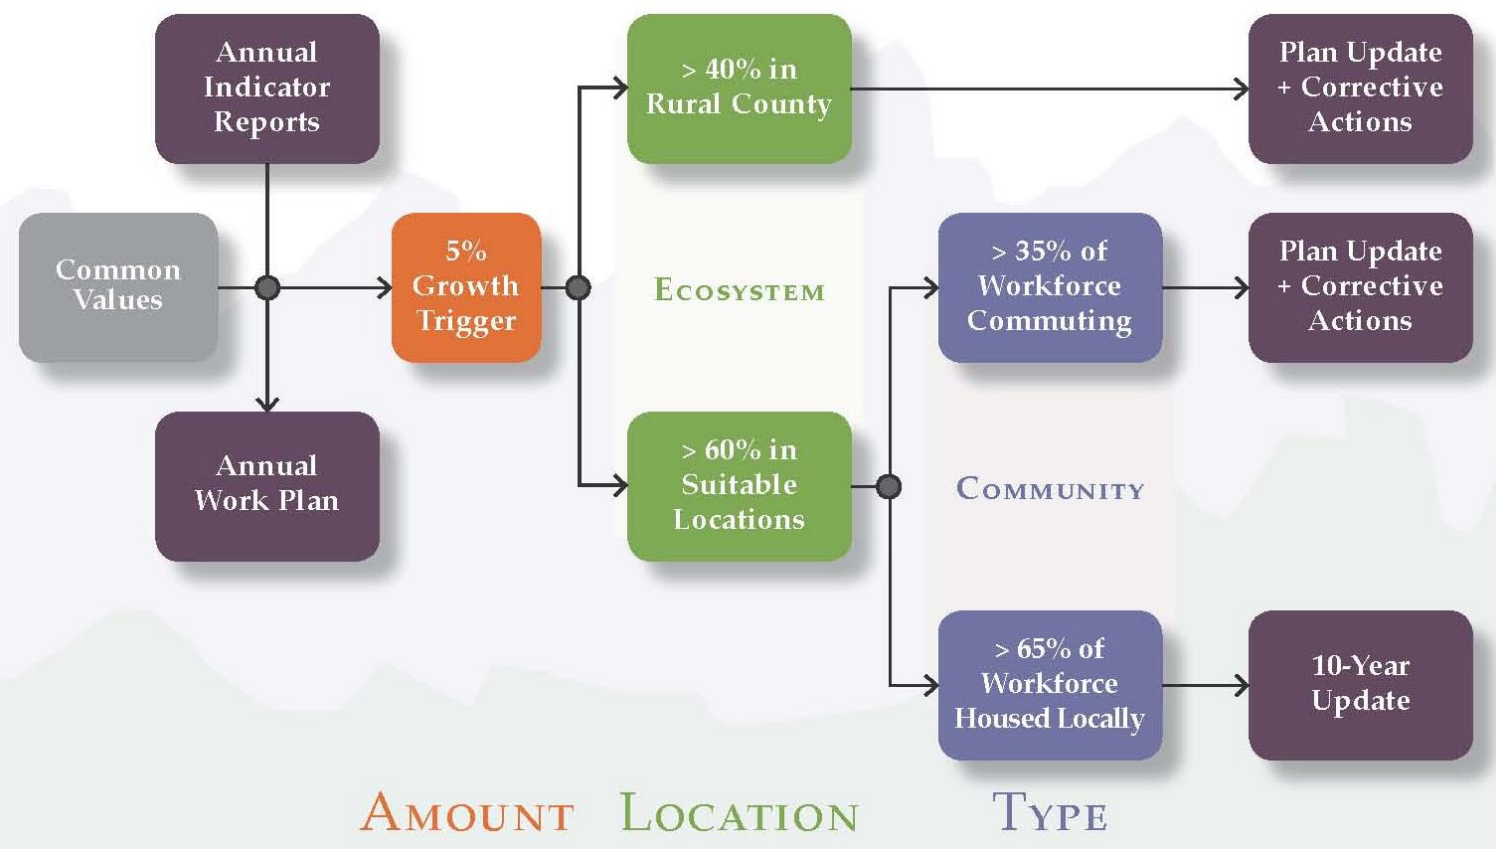 Annual
Indicator
Reports
> 40% in
Rural County
Plan Update
+ Corrective
Actions
Common
Values
5%
Growth
Trigger
ECOSYSTEM
> 35% of
Workforce
Commuting
Plan Update
+ Corrective
Actions
Annual
Work Plan
> 60% in
Suitable
Locations
COMMUNITY
> 65% of
Workforce
Housed Locally
10-Year
Update
AMOUNT
LOCATION
TYPE